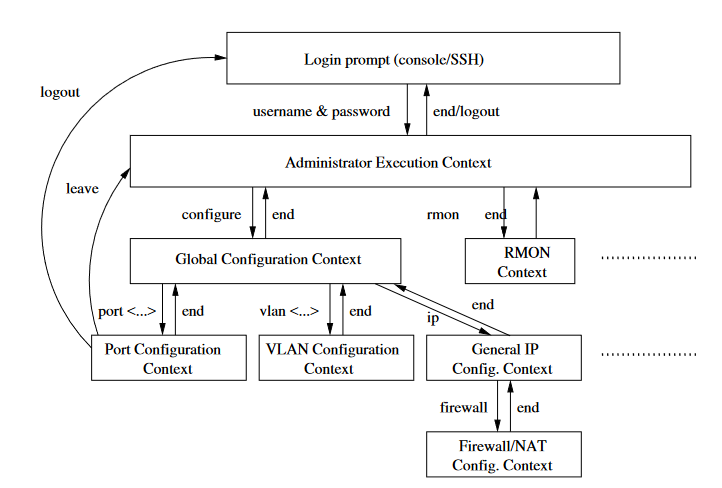 Login prompt (console/SSH)
logout
username & password
end/logout
Administrator Execution Context
leave
configure
end
rmon
end
Global Configuration Context
RMON
Context
port <...>
end
vlan <...>
end
ip
end
Port Configuration
Context
VLAN Configuration
Context
General IP
Config. Context
firewall
end
Firewall/NAT
Config. Context